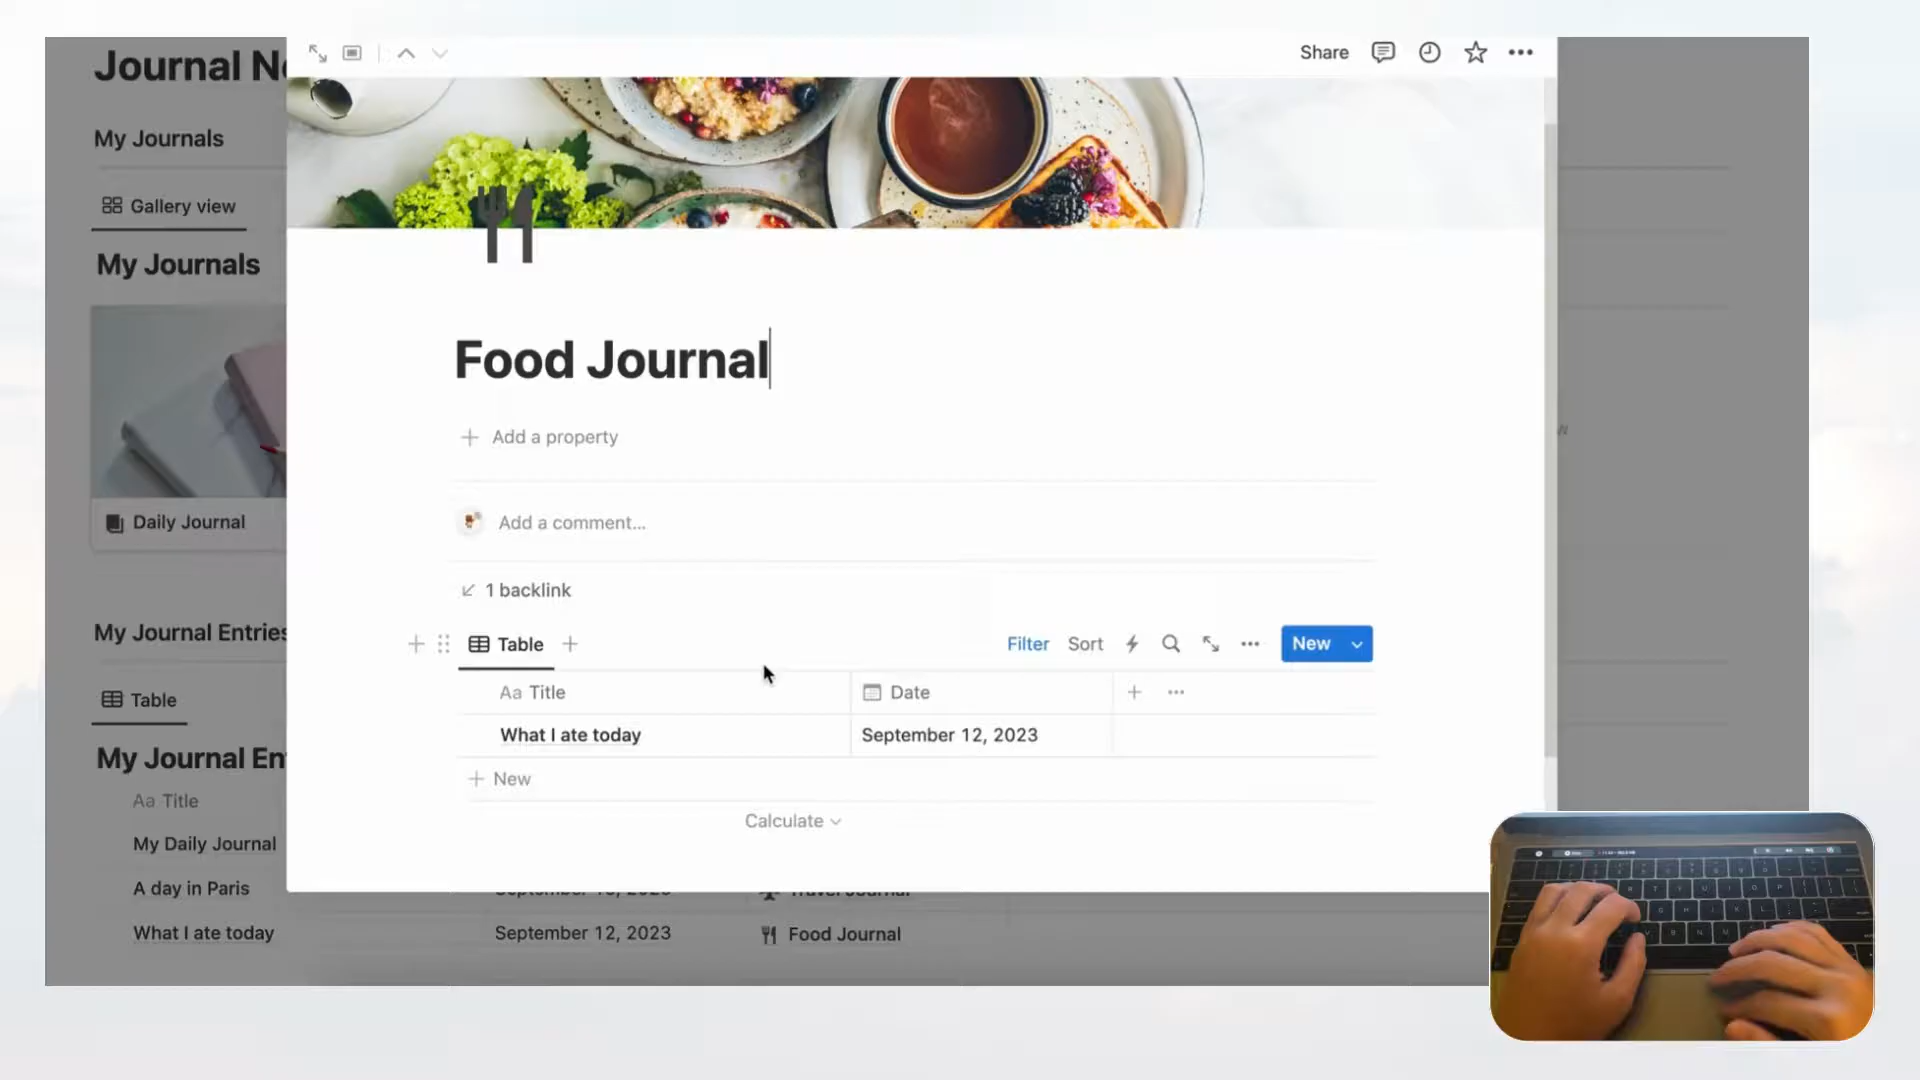 Journal N
My Journals
Gallery view
My Journals
Daily Journal
My Journal Entries
Table
My Journal En
Aa Title
My Daily Journal
A day in Paris
What I ate today
September 12, 2023
Food Journal
Share
Food Journal
Add a property
Add a comment...
1 backlink
Table
Filter
Sort
New
Aa Title
Date
What I ate today
September 12, 2023
New
Calculate